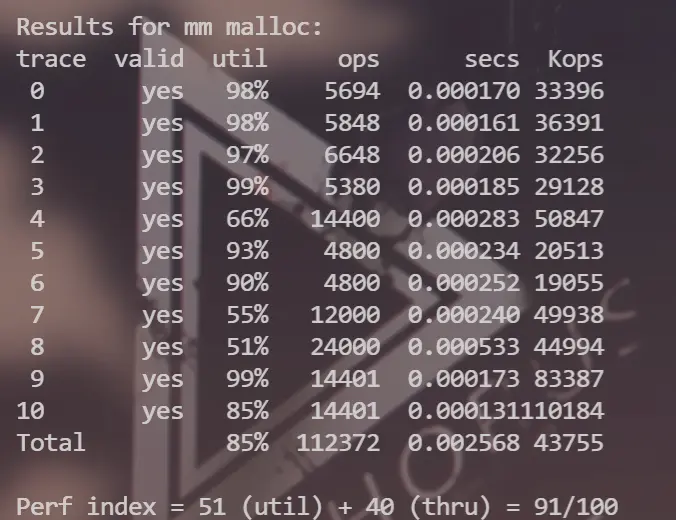 Results for mm malloc:
trace  valid  util     ops      secs  Kops
 0       yes   98%    5694  0.000170 33396
 1       yes   98%    5848  0.000161 36391
 2       yes   97%    6648  0.000206 32256
 3       yes   99%    5380  0.000185 29128
 4       yes   66%   14400  0.000283 50847
 5       yes   93%    4800  0.000234 20513
 6       yes   90%    4800  0.000252 19055
 7       yes   55%   12000  0.000240 49938
 8       yes   51%   24000  0.000533 44994
 9       yes   99%   14401  0.000173 83387
10       yes   85%   14401  0.000131110184
Total          85%  112372  0.002568 43755
Perf index = 51 (util) + 40 (thru) = 91/100